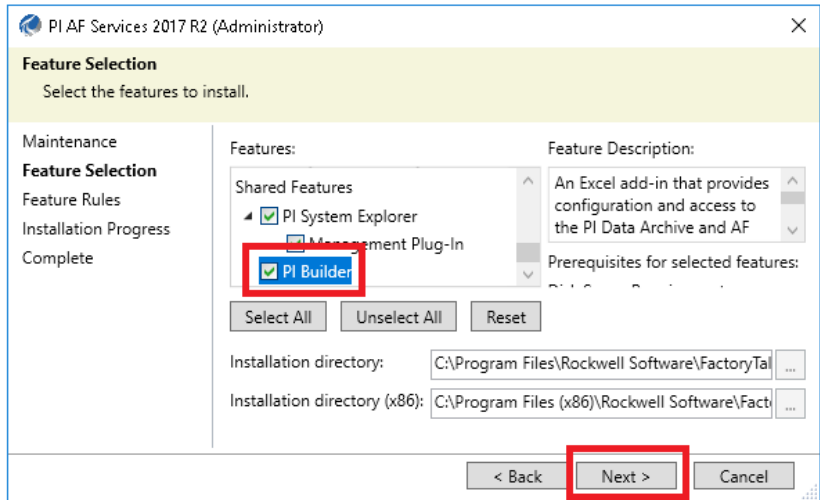 PI AF Services 2017 R2 (Administrator)
Feature Selection
Select the features to install.
Maintenance
Feature Selection
Feature Rules
Installation Progress
Complete
Features:
Shared Features
PI System Explorer
Management Plug-In
PI Builder
Select All
Unselect All
Reset
Feature Description:
An Excel add-in that provides
configuration and access to
the PI Data Archive and AF
Prerequisites for selected features:
Installation directory:
C:\Program Files\Rockwell Software\FactoryTal
...
Installation directory (x86):
C:\Program Files (x86)\Rockwell Software\Facto
...
< Back
Next >
Cancel